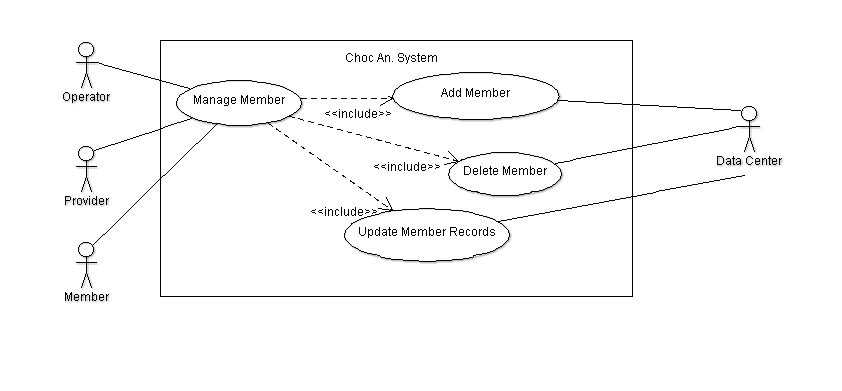 Choc An. System
Operator
Manage Member
Add Member
<<include>>
Provider
<<include>>
Delete Member
Data Center
<<include>>
Update Member Records
Member